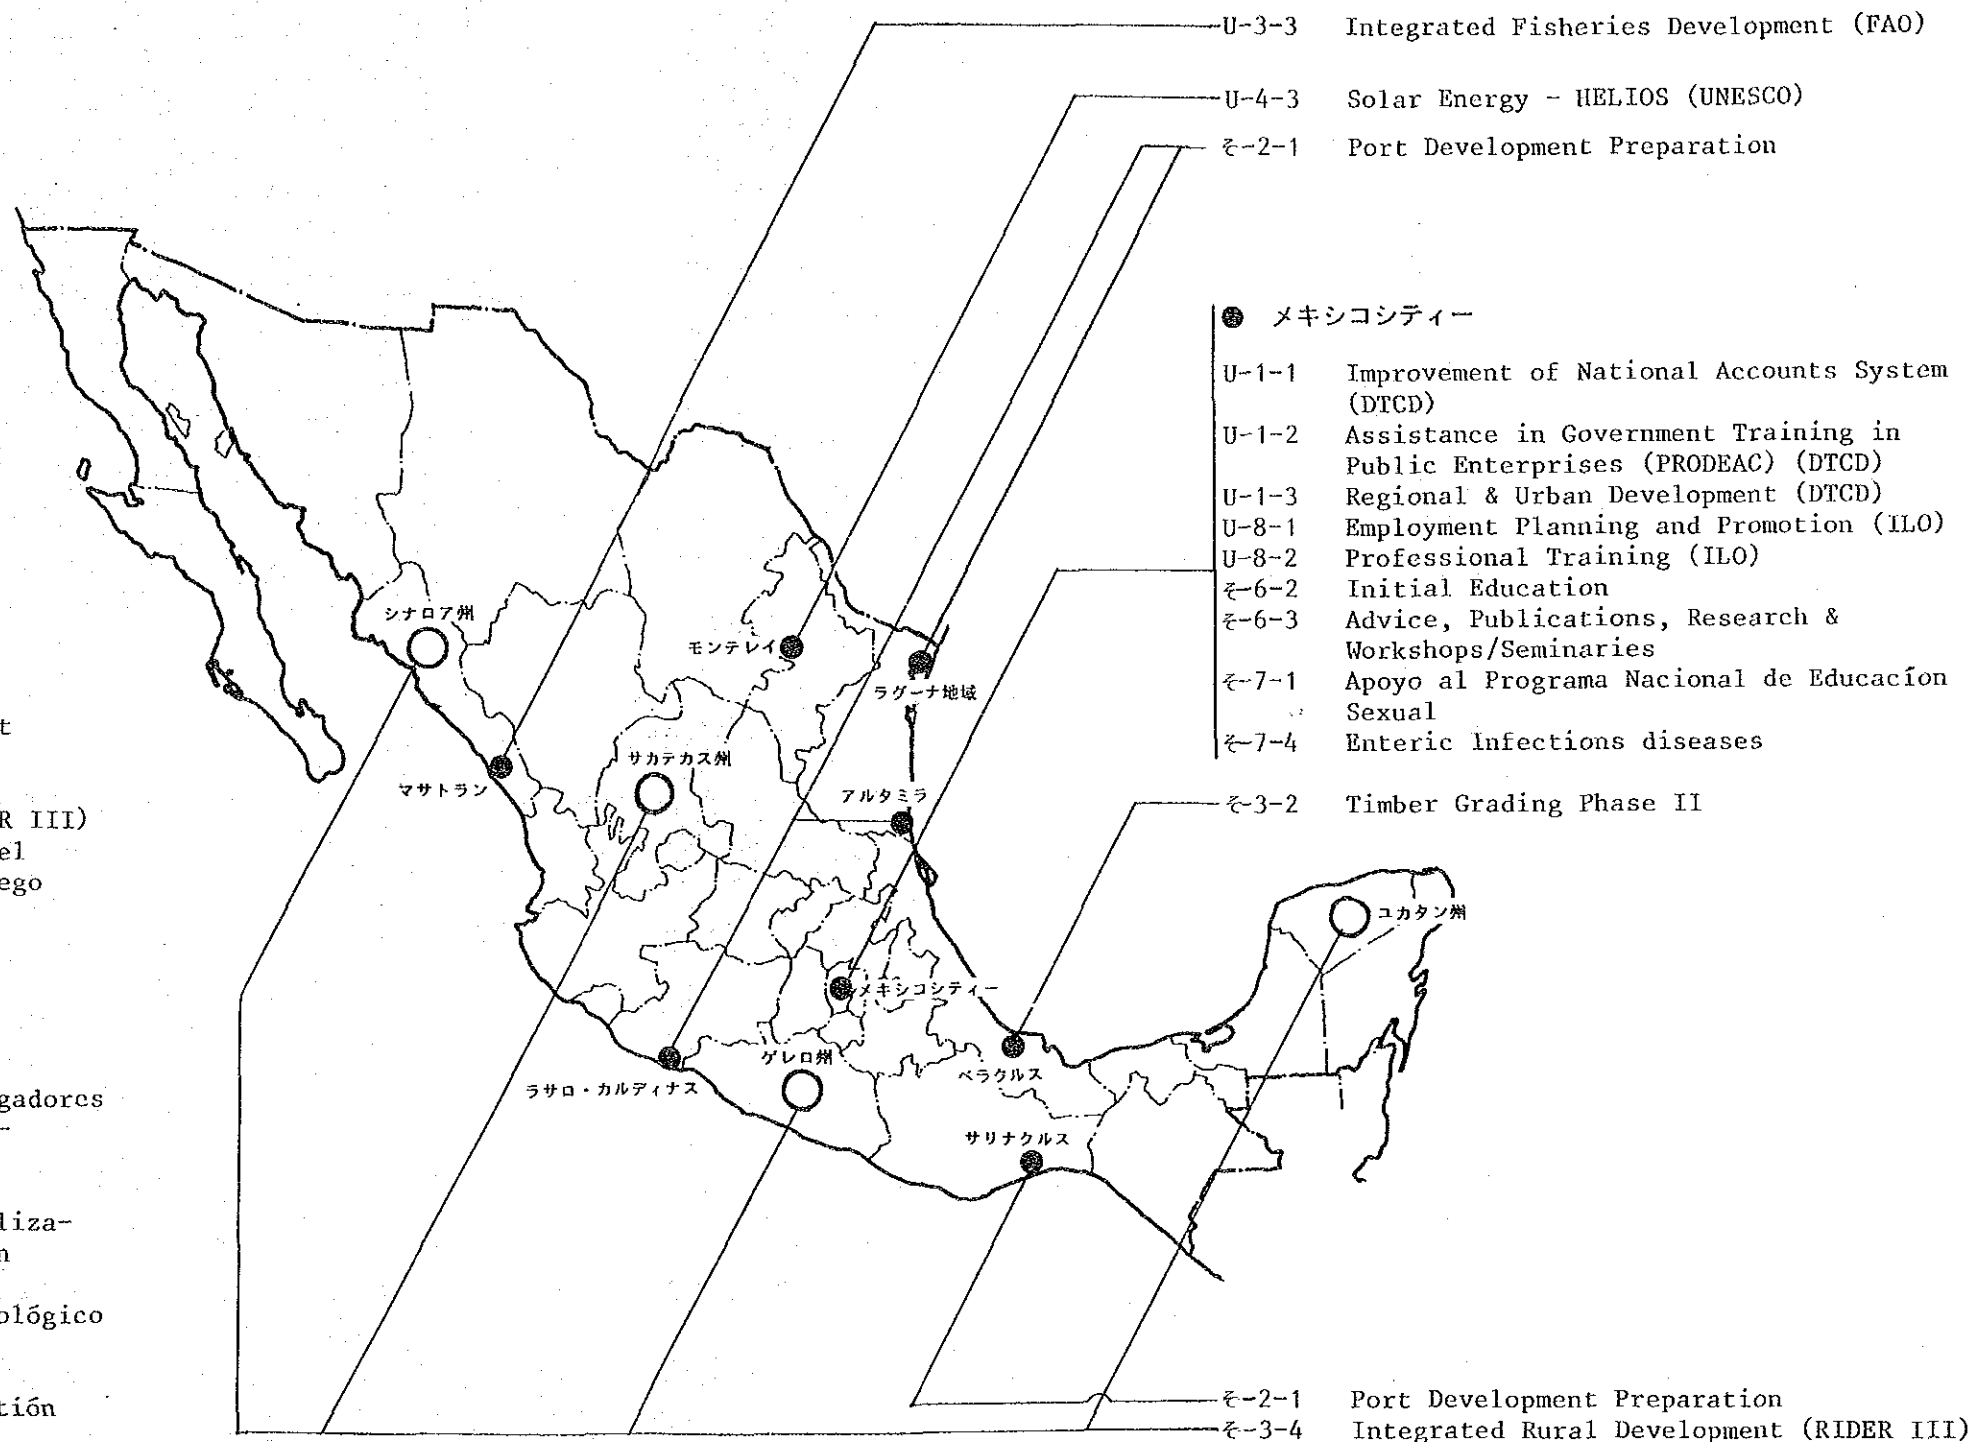 U-3-3 Integrated Fisheries Development (FAO)
U-4-3 Solar Energy - HELIOS (UNESCO)
そ-2-1 Port Development Preparation
● メキシコシティー
U-1-1 Improvement of National Accounts System
(DTCD)
U-1-2 Assistance in Government Training in
Public Enterprises (PRODEAC) (DTCD)
U-1-3 Regional & Urban Development (DTCD)
U-8-1 Employment Planning and Promotion (ILO)
U-8-2 Professional Training (ILO)
そ-6-2 Initial Education
そ-6-3 Advice, Publications, Research &
Workshops/Seminaries
そ-7-1 Apoyo al Programa Nacional de Educacíon
Sexual
そ-7-4 Enteric Infections diseases
そ-3-2 Timber Grading Phase II
シナロア州
モンテレイ
ラグーナ地域
サカテカス州
マサトラン
アルタミラ
ユカタン州
メキシコシティー
ゲレロ州
ラサロ・カルディナス
ベラクルス
サリナクルス
t
R III)
el
ego
gadores
-
liza-
n
ológico
tión
そ-2-1 Port Development Preparation
そ-3-4 Integrated Rural Development (RIDER III)